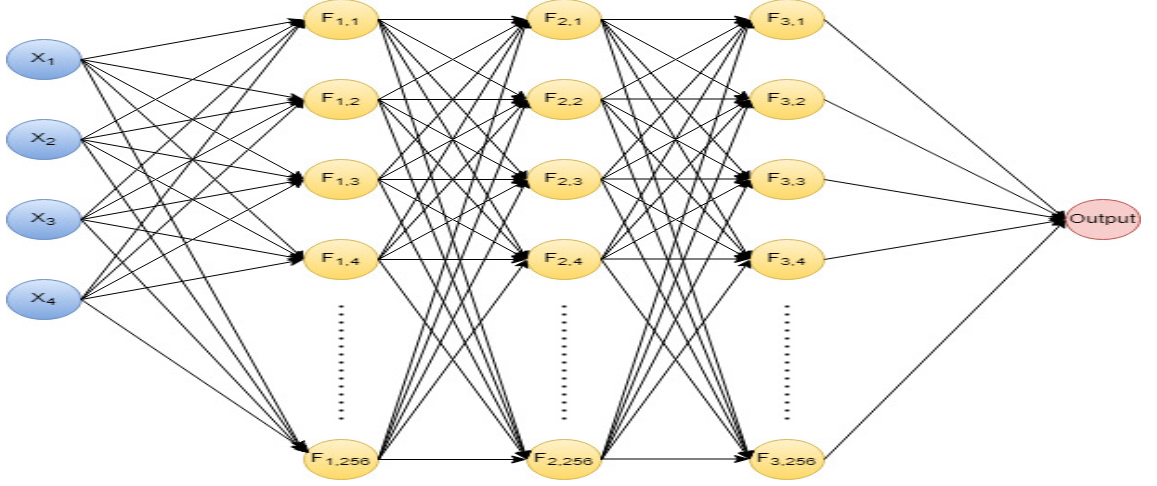 X1
X2
X3
X4
F1,1
F1,2
F1,3
F1,4
F1,256
F2,1
F2,2
F2,3
F2,4
F2,256
F3,1
F3,2
F3,3
F3,4
F3,256
Output